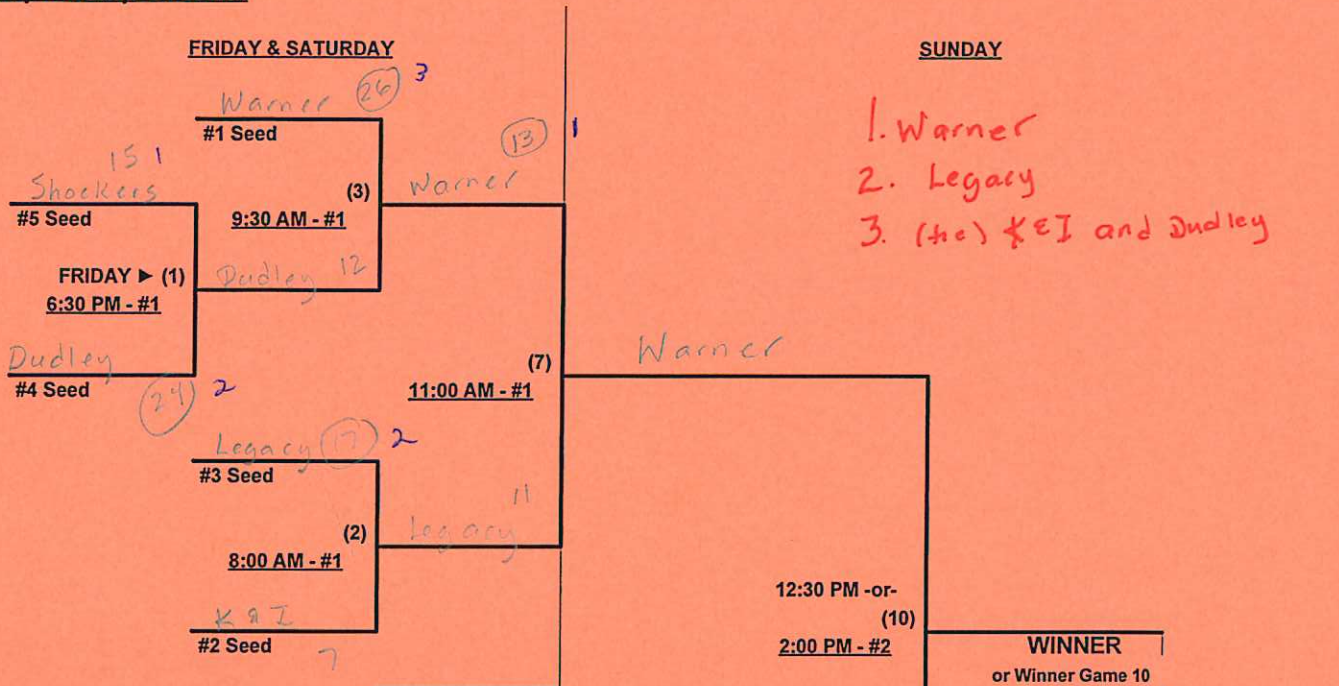 FRIDAY & SATURDAY
SUNDAY
Warner 26 3
#1 Seed
13 1
1. Warner
2. Legacy
3. (the) K&I and Dudley
15 1
Shockers
#5 Seed
(3)
9:30 AM - #1
Warner
FRIDAY ► (1)
6:30 PM - #1
Dudley 12
Dudley
#4 Seed
24 2
(7)
11:00 AM - #1
Warner
Legacy 17 2
#3 Seed
(2)
8:00 AM - #1
11
Legacy
K&I
#2 Seed
7
12:30 PM -or-
(10)
2:00 PM - #2
WINNER
or Winner Game 10